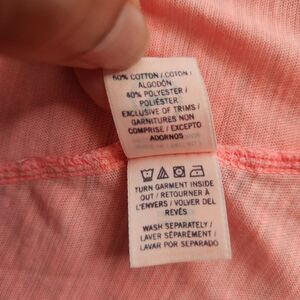 60% COTTON / COTON /
ALGODÓN
40% POLYESTER /
POLIÉSTER
EXCLUSIVE OF TRIMS /
GARNITURES NON
COMPRISE / EXCEPTO
ADORNOS
TURN GARMENT INSIDE
OUT / RETOURNER À
L'ENVERS / VOLVER DEL
REVÉS
WASH SEPARATELY /
LAVER SÉPARÉMENT /
LAVAR POR SEPARADO